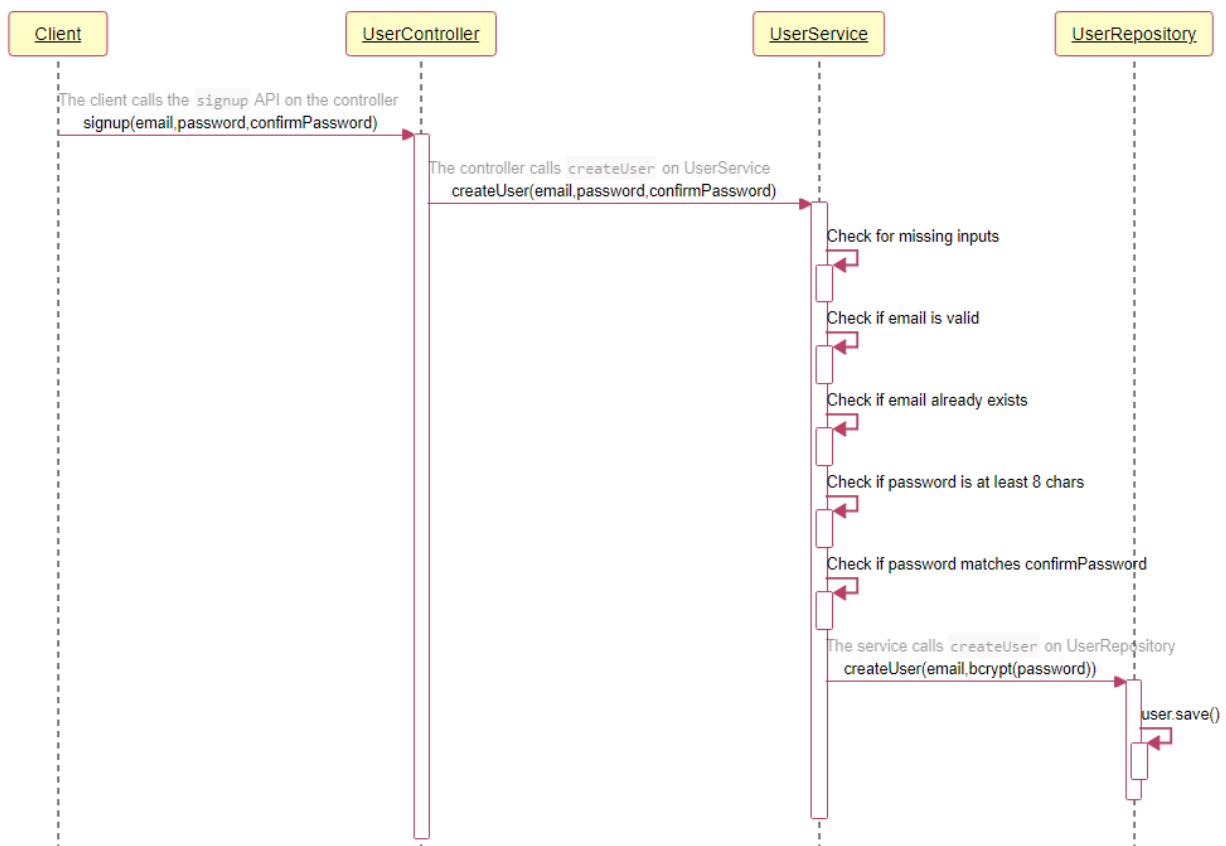 Client
UserController
UserService
UserRepository
The client calls the signup API on the controller
signup(email,password,confirmPassword)
The controller calls createUser on UserService
createUser(email,password,confirmPassword)
Check for missing inputs
Check if email is valid
Check if email already exists
Check if password is at least 8 chars
Check if password matches confirmPassword
The service calls createUser on UserRepository
createUser(email,bcrypt(password))
user.save()